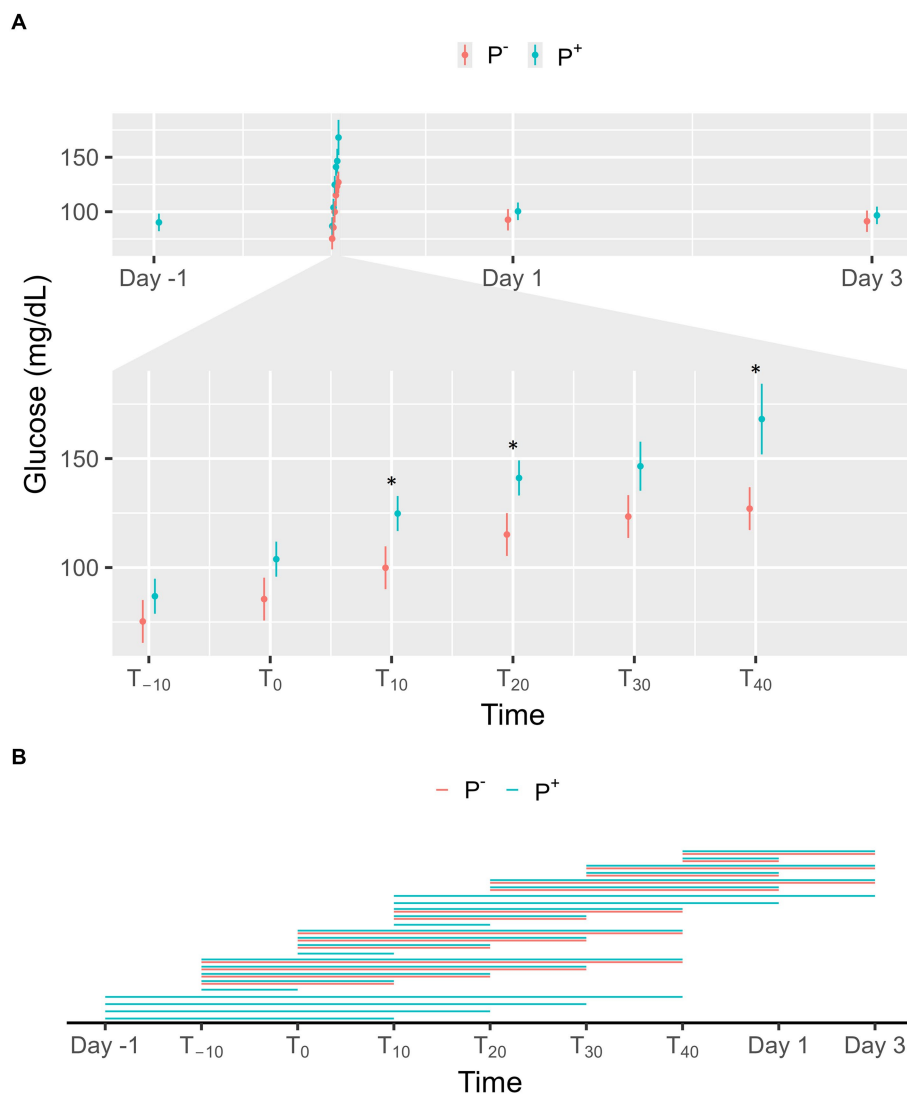 A
P⁻ P⁺
150
100
Day -1 Day 1 Day 3
Glucose (mg/dL)
*
*
*
150
100
T₋₁₀ T₀ T₁₀ T₂₀ T₃₀ T₄₀
Time
B
P⁻ P⁺
Day -1 T₋₁₀ T₀ T₁₀ T₂₀ T₃₀ T₄₀ Day 1 Day 3
Time